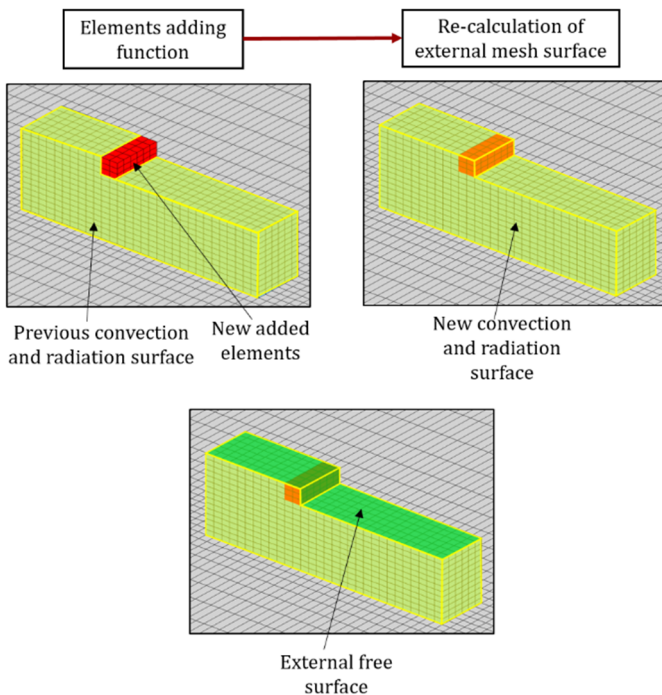 Elements adding
function
Re-calculation of
external mesh surface
Previous convection
and radiation surface
New added
elements
New convection
and radiation
surface
External free
surface